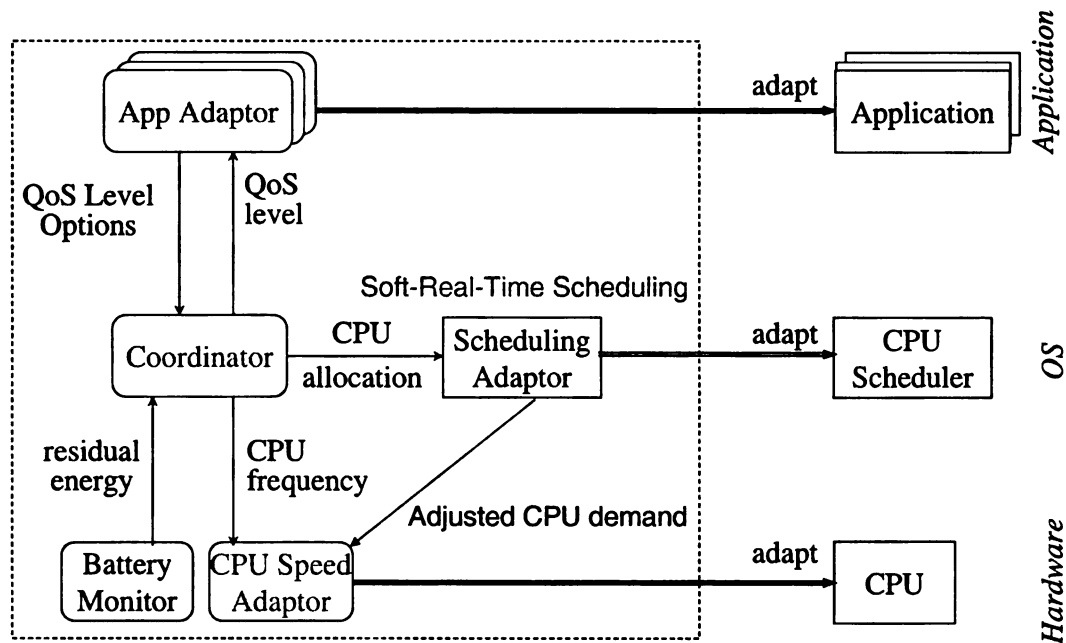 App Adaptor
adapt
Application
Application
QoS Level
Options
QoS
level
Soft-Real-Time Scheduling
Coordinator
CPU
allocation
Scheduling
Adaptor
adapt
CPU
Scheduler
OS
residual
energy
CPU
frequency
Adjusted CPU demand
Battery
Monitor
CPU Speed
Adaptor
adapt
CPU
Hardware